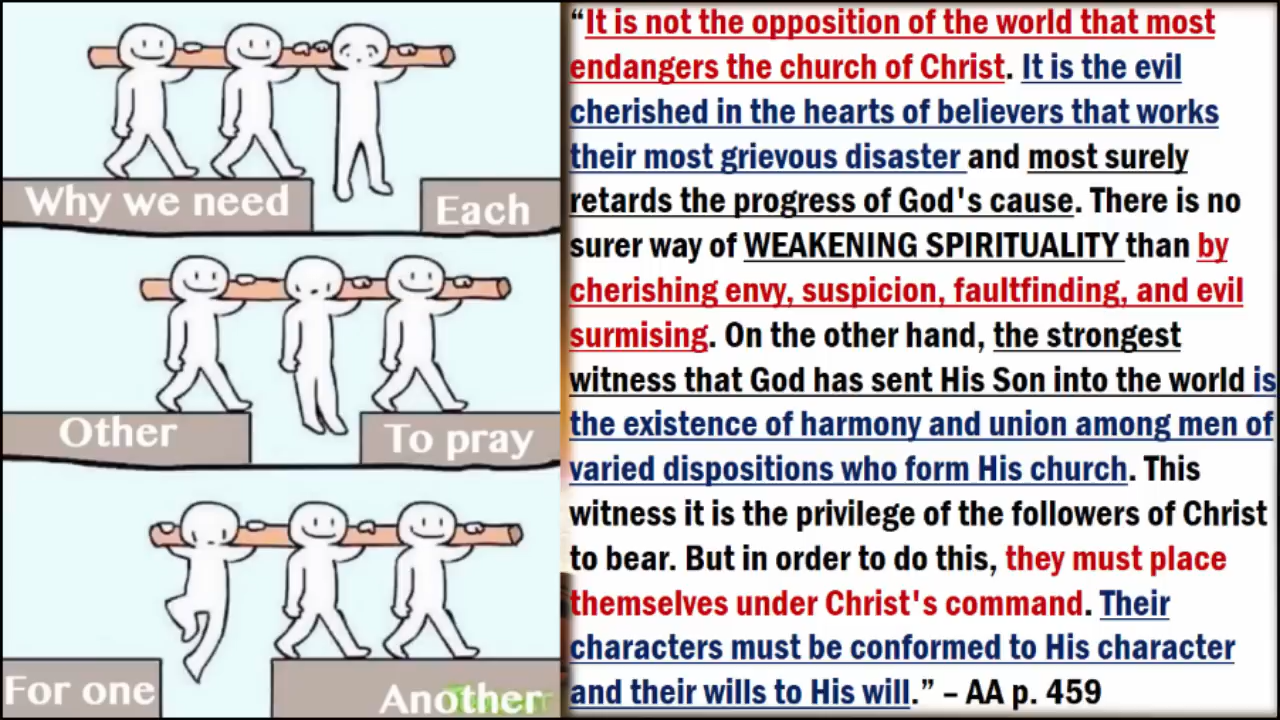 Why we need
Each
Other
To pray
For one
Another
“It is not the opposition of the world that most
endangers the church of Christ. It is the evil
cherished in the hearts of believers that works
their most grievous disaster and most surely
retards the progress of God's cause. There is no
surer way of WEAKENING SPIRITUALITY than by
cherishing envy, suspicion, faultfinding, and evil
surmising. On the other hand, the strongest
witness that God has sent His Son into the world is
the existence of harmony and union among men of
varied dispositions who form His church. This
witness it is the privilege of the followers of Christ
to bear. But in order to do this, they must place
themselves under Christ's command. Their
characters must be conformed to His character
and their wills to His will.” – AA p. 459